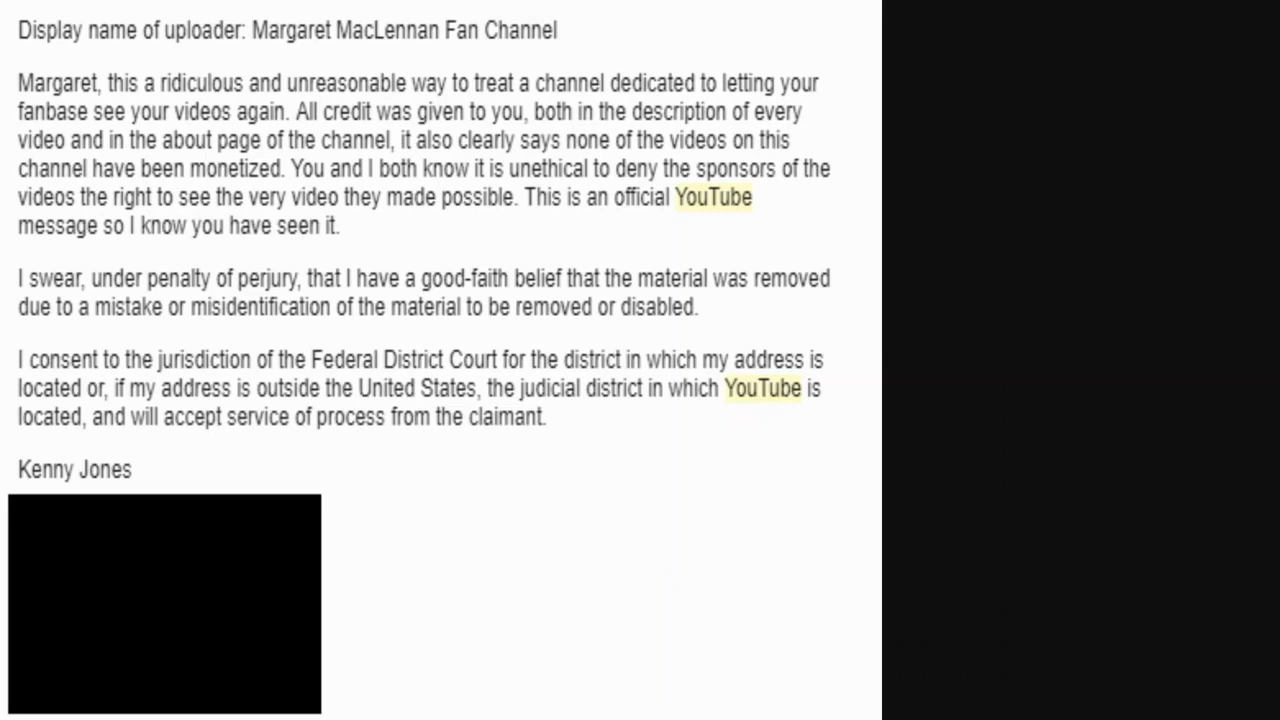 Display name of uploader: Margaret MacLennan Fan Channel
Margaret, this a ridiculous and unreasonable way to treat a channel dedicated to letting your
fanbase see your videos again. All credit was given to you, both in the description of every
video and in the about page of the channel, it also clearly says none of the videos on this
channel have been monetized. You and I both know it is unethical to deny the sponsors of the
videos the right to see the very video they made possible. This is an official YouTube
message so I know you have seen it.
I swear, under penalty of perjury, that I have a good-faith belief that the material was removed
due to a mistake or misidentification of the material to be removed or disabled.
I consent to the jurisdiction of the Federal District Court for the district in which my address is
located or, if my address is outside the United States, the judicial district in which YouTube is
located, and will accept service of process from the claimant.
Kenny Jones